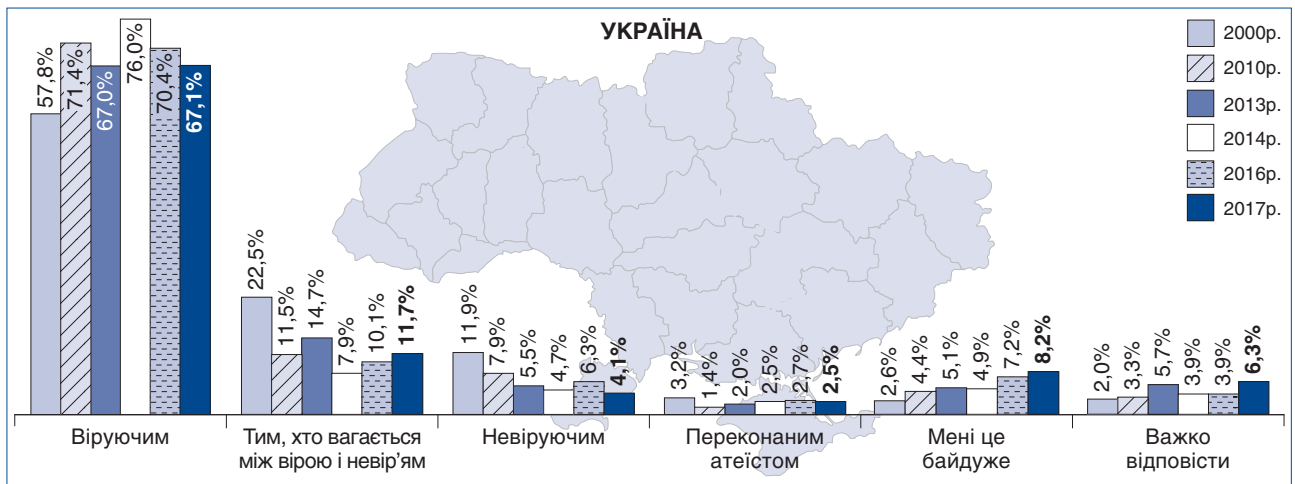 УКРАЇНА
2000р.
2010р.
2013р.
2014р.
2016р.
2017р.
57,8%
71,4%
67,0%
76,0%
70,4%
67,1%
22,5%
11,5%
14,7%
7,9%
10,1%
11,7%
11,9%
7,9%
5,5%
4,7%
6,3%
4,1%
3,2%
1,4%
2,0%
2,5%
2,7%
2,5%
2,6%
4,4%
5,1%
4,9%
7,2%
8,2%
2,0%
3,3%
5,7%
3,9%
3,9%
6,3%
Віруючим
Тим, хто вагається
між вірою і невір'ям
Невіруючим
Переконаним
атеїстом
Мені це
байдуже
Важко
відповісти